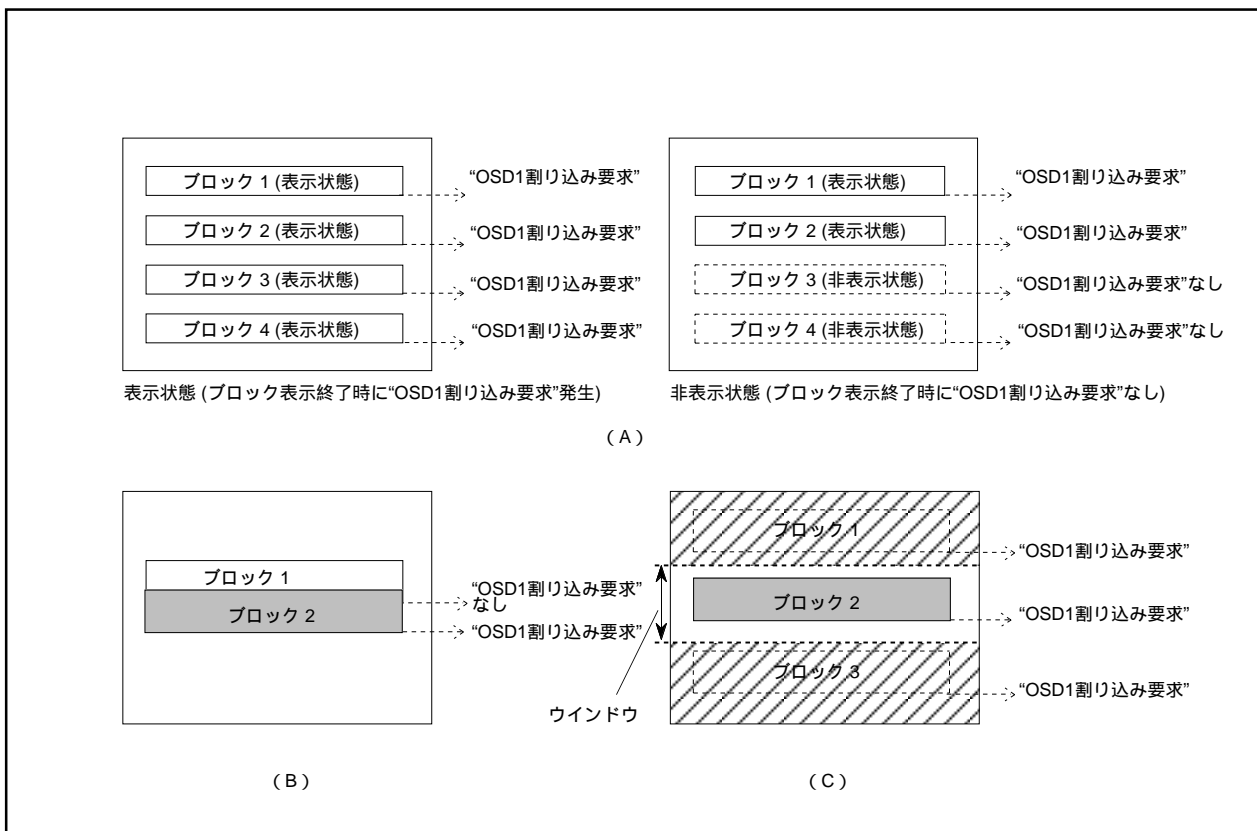 ブロック 1 (表示状態)
“OSD1割り込み要求”
ブロック 2 (表示状態)
“OSD1割り込み要求”
ブロック 3 (表示状態)
“OSD1割り込み要求”
ブロック 4 (表示状態)
“OSD1割り込み要求”
表示状態 (ブロック表示終了時に“OSD1割り込み要求”発生)
ブロック 1 (表示状態)
“OSD1割り込み要求”
ブロック 2 (表示状態)
“OSD1割り込み要求”
ブロック 3 (非表示状態)
“OSD1割り込み要求”なし
ブロック 4 (非表示状態)
“OSD1割り込み要求”なし
非表示状態 (ブロック表示終了時に“OSD1割り込み要求”なし)
（A）
ブロック 1
“OSD1割り込み要求”
なし
ブロック 2
“OSD1割り込み要求”
（B）
ブロック 1
“OSD1割り込み要求”
ブロック 2
“OSD1割り込み要求”
ブロック 3
“OSD1割り込み要求”
ウインドウ
（C）